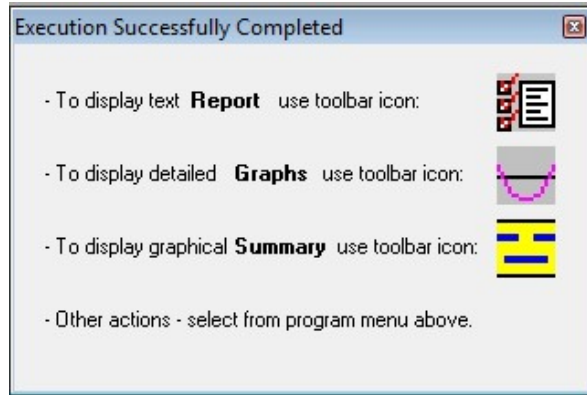 Execution Successfully Completed
- To display text Report use toolbar icon:
- To display detailed Graphs use toolbar icon:
- To display graphical Summary use toolbar icon:
- Other actions - select from program menu above.